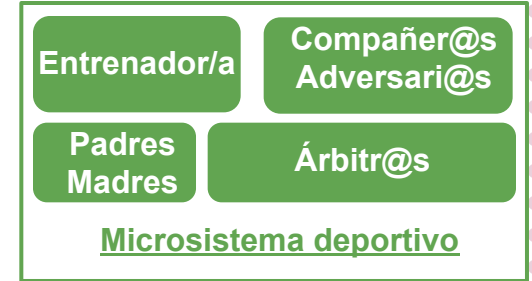 Entrenador/a
Compañer@s
Adversari@s
Padres
Madres
Árbitr@s
Microsistema deportivo